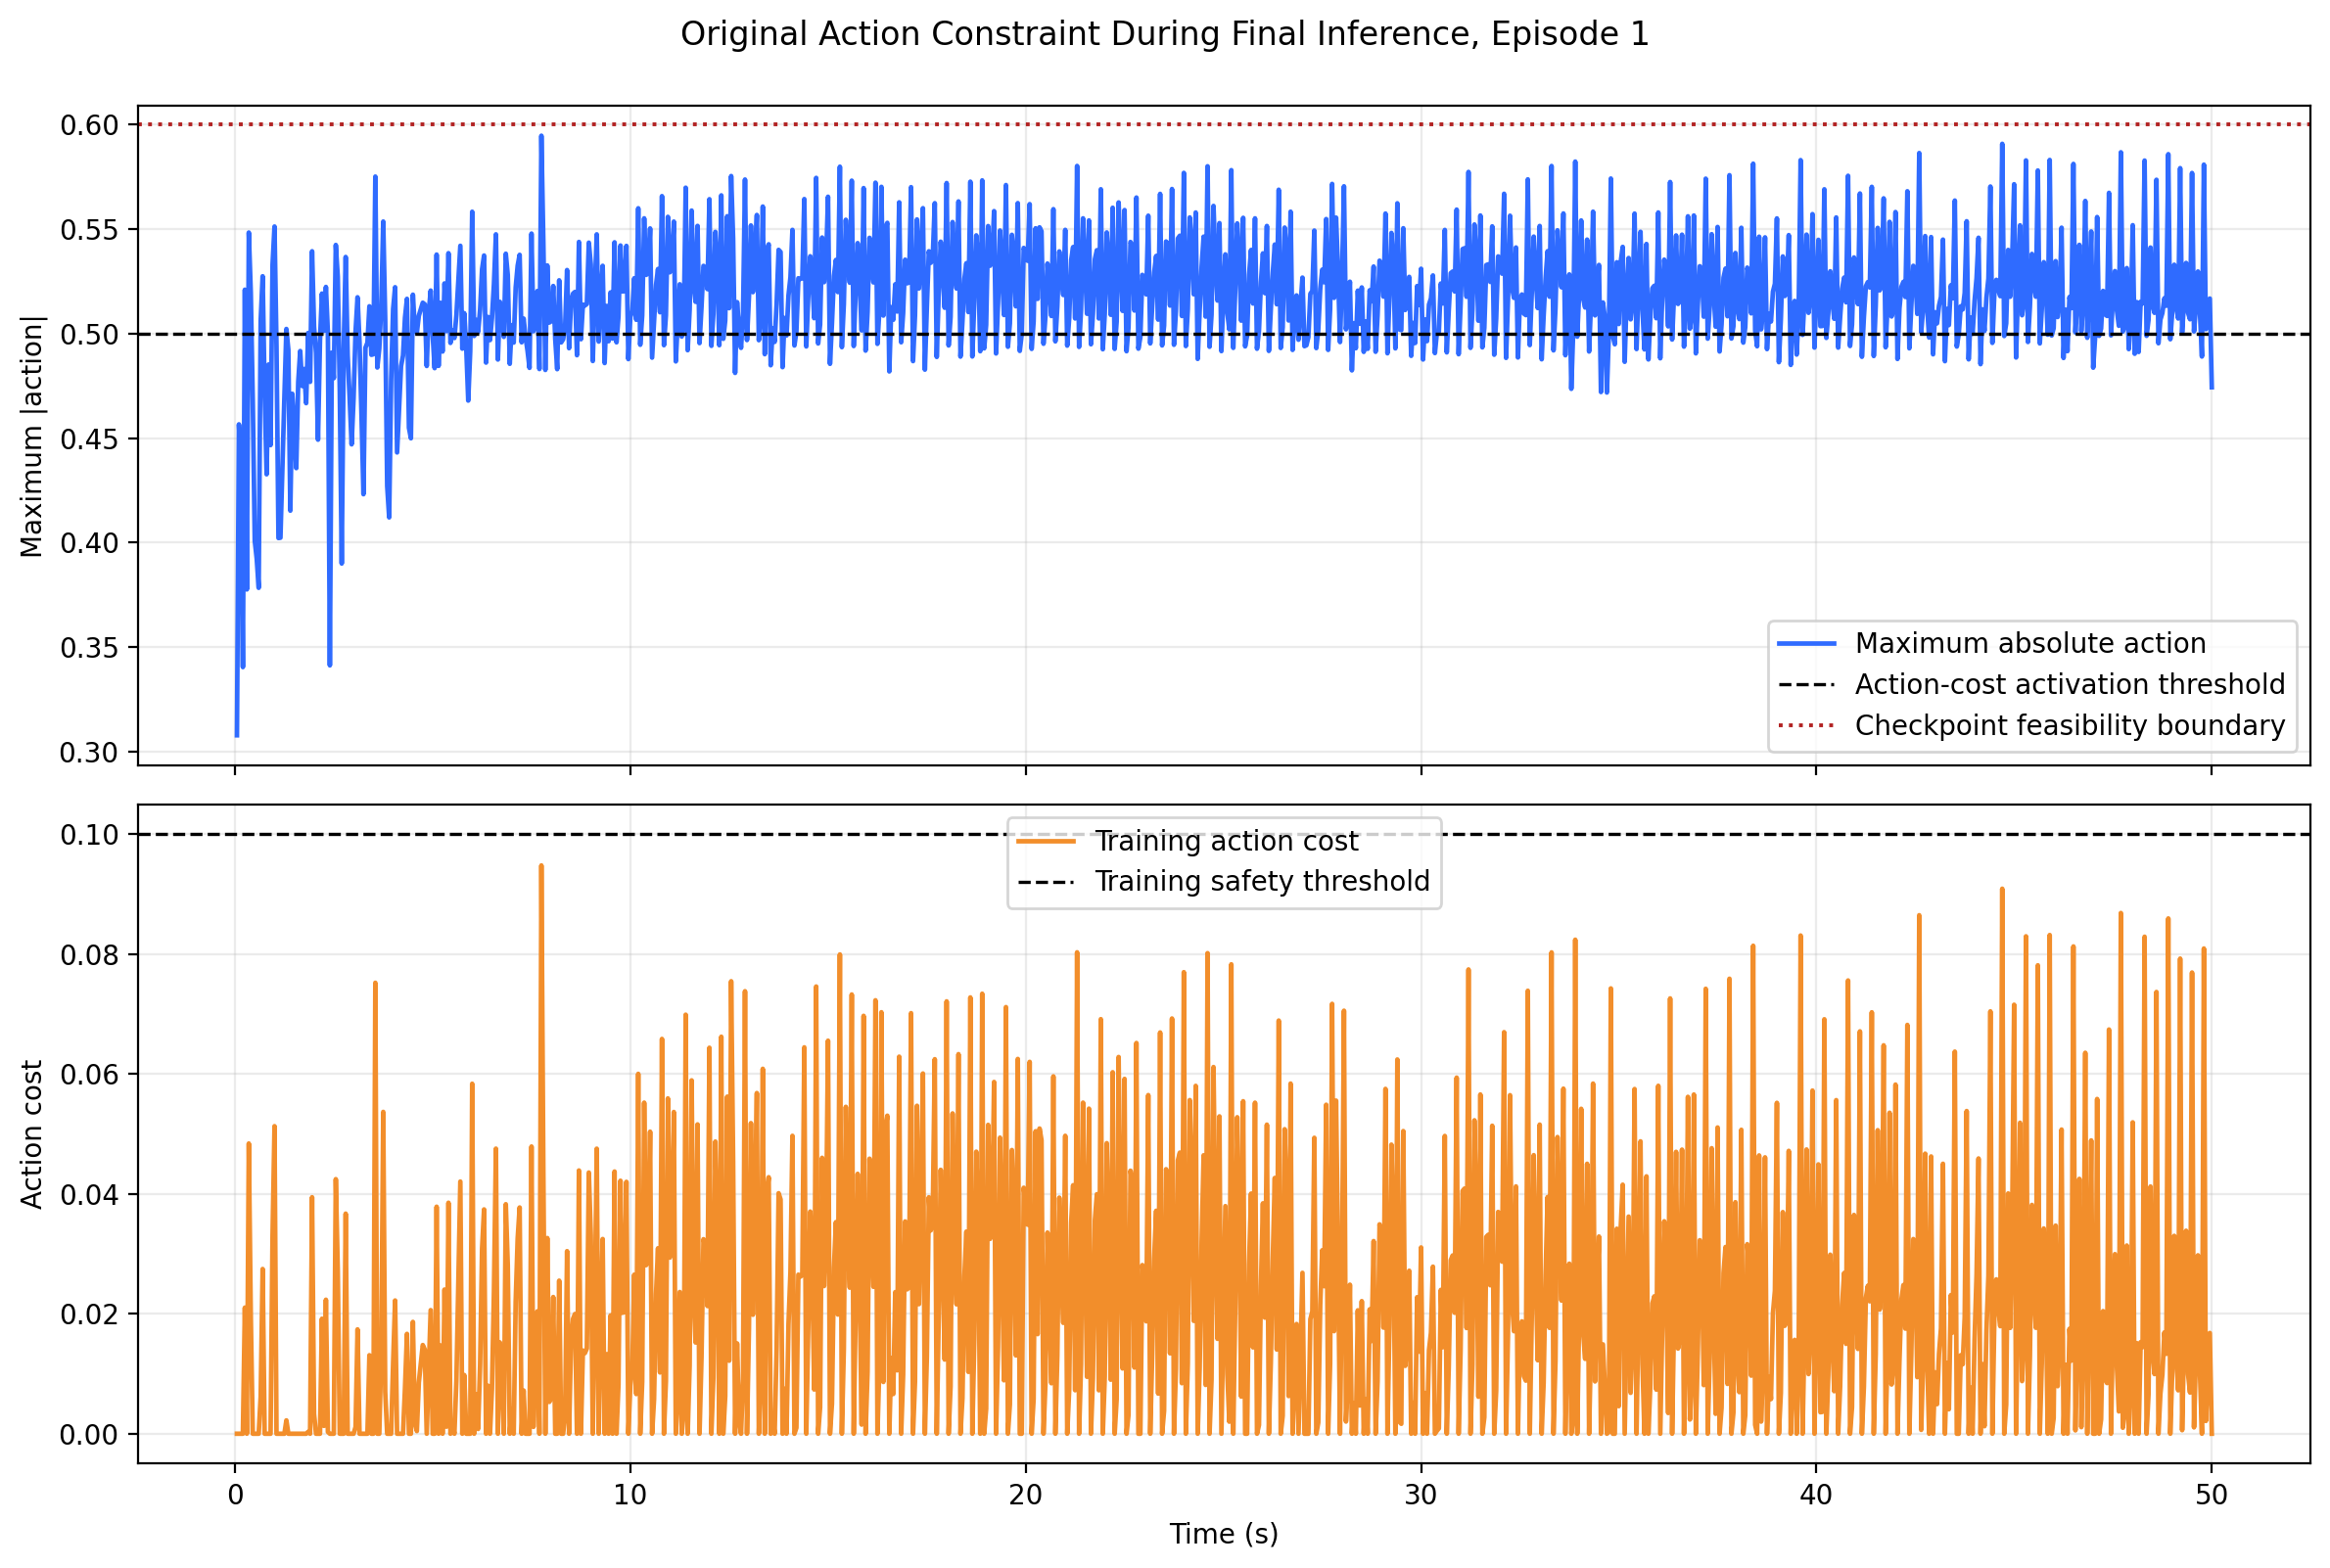 Original Action Constraint During Final Inference, Episode 1
Maximum |action|
0.60
0.55
0.50
0.45
0.40
0.35
0.30
Maximum absolute action
Action-cost activation threshold
Checkpoint feasibility boundary
Action cost
0.10
0.08
0.06
0.04
0.02
0.00
Training action cost
Training safety threshold
0 10 20 30 40 50
Time (s)